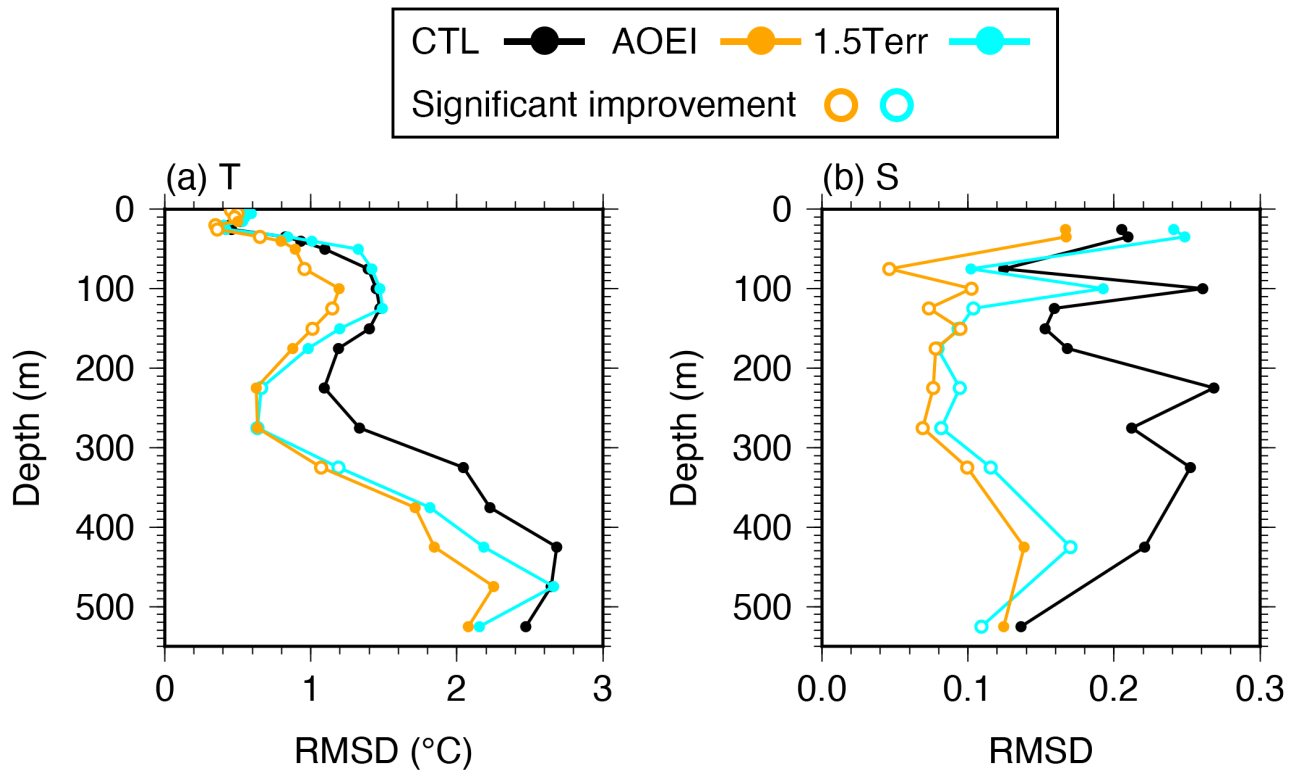 CTL AOEI 1.5Terr
Significant improvement
(a) T
(b) S
0
100
200
300
400
500
Depth (m)
0 1 2 3
RMSD (°C)
0
100
200
300
400
500
Depth (m)
0.0 0.1 0.2 0.3
RMSD